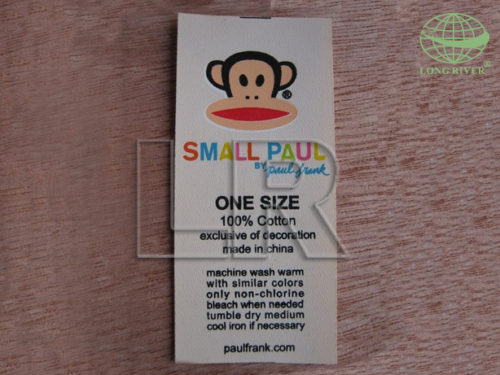 LONG RIVER
®
SMALL PAUL
BY paul frank
LR
ONE SIZE
100% Cotton
exclusive of decoration
made in china
machine wash warm
with similar colors
only non-chlorine
bleach when needed
tumble dry medium
cool iron if necessary
paulfrank.com